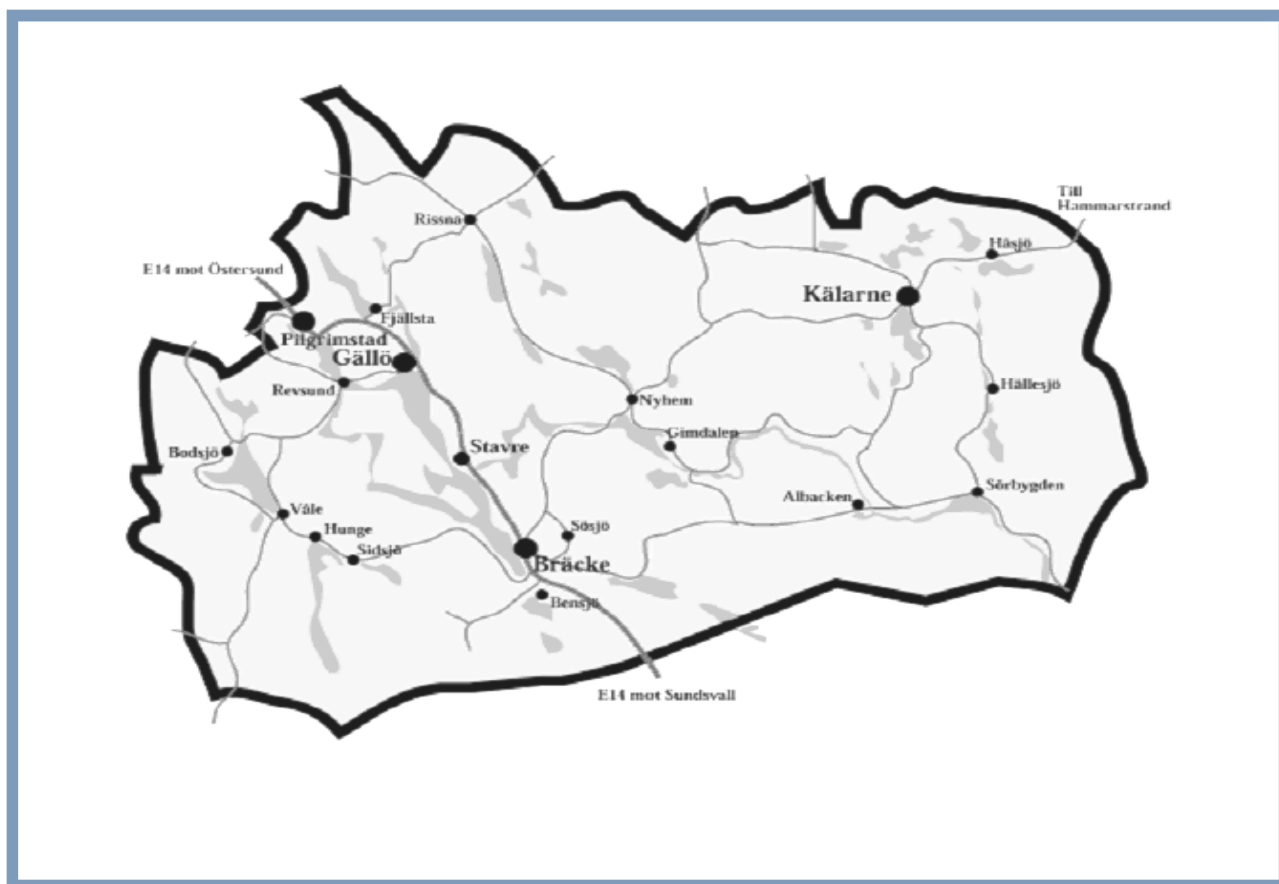 Till
Hammarstrand
Rissna
Häsjö
E14 mot Östersund
Kälarne
Fjällsta
Pilgrimstad
Gällö
Revsund
Hällesjö
Nyhem
Gimdalen
Stavre
Bodsjö
Sörbygden
Albacken
Våle
Hunge
Sösjö
Sidsjö
Bräcke
Bensjö
E14 mot Sundsvall